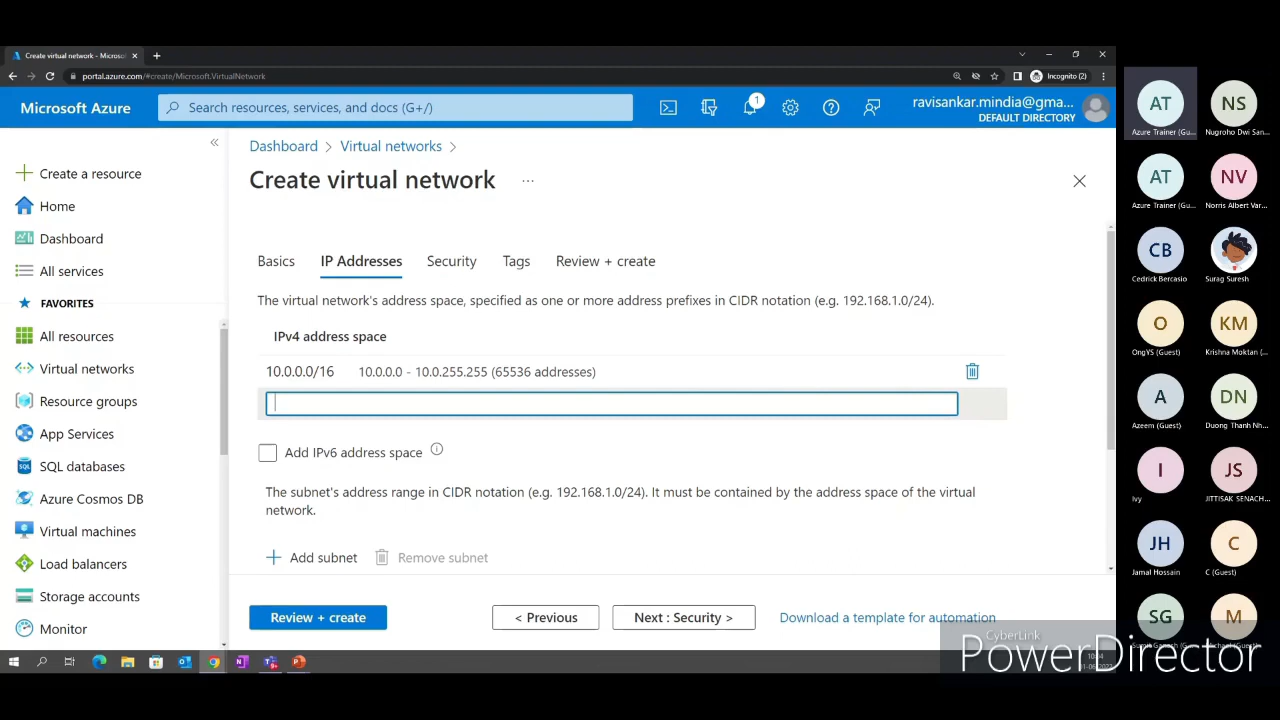 Create virtual network - Microso
portal.azure.com/#create/Microsoft.VirtualNetwork
Incognito (2)
Microsoft Azure
Search resources, services, and docs (G+/)
1
ravisankar.mindia@gma...
DEFAULT DIRECTORY
Create a resource
Home
Dashboard
All services
FAVORITES
All resources
Virtual networks
Resource groups
App Services
SQL databases
Azure Cosmos DB
Virtual machines
Load balancers
Storage accounts
Monitor
Dashboard > Virtual networks >
Create virtual network ...
Basics
IP Addresses
Security
Tags
Review + create
The virtual network's address space, specified as one or more address prefixes in CIDR notation (e.g. 192.168.1.0/24).
IPv4 address space
10.0.0.0/16 10.0.0.0 - 10.0.255.255 (65536 addresses)
Add IPv6 address space
The subnet's address range in CIDR notation (e.g. 192.168.1.0/24). It must be contained by the address space of the virtual
network.
Add subnet
Remove subnet
Review + create
< Previous
Next : Security >
Download a template for automation
AT
Azure Trainer (Gu...
NS
Nugroho Dwi San...
AT
Azure Trainer (Gu...
NV
Norris Albert Var...
CB
Cedrick Bercasio
Surag Suresh
O
OngYS (Guest)
KM
Krishna Moktan (...
A
Azeem (Guest)
DN
Duong Thanh Nh...
I
Ivy
JS
JITTISAK SENACH...
JH
Jamal Hossain
C
C (Guest)
SG
M
CyberLink
PowerDirector